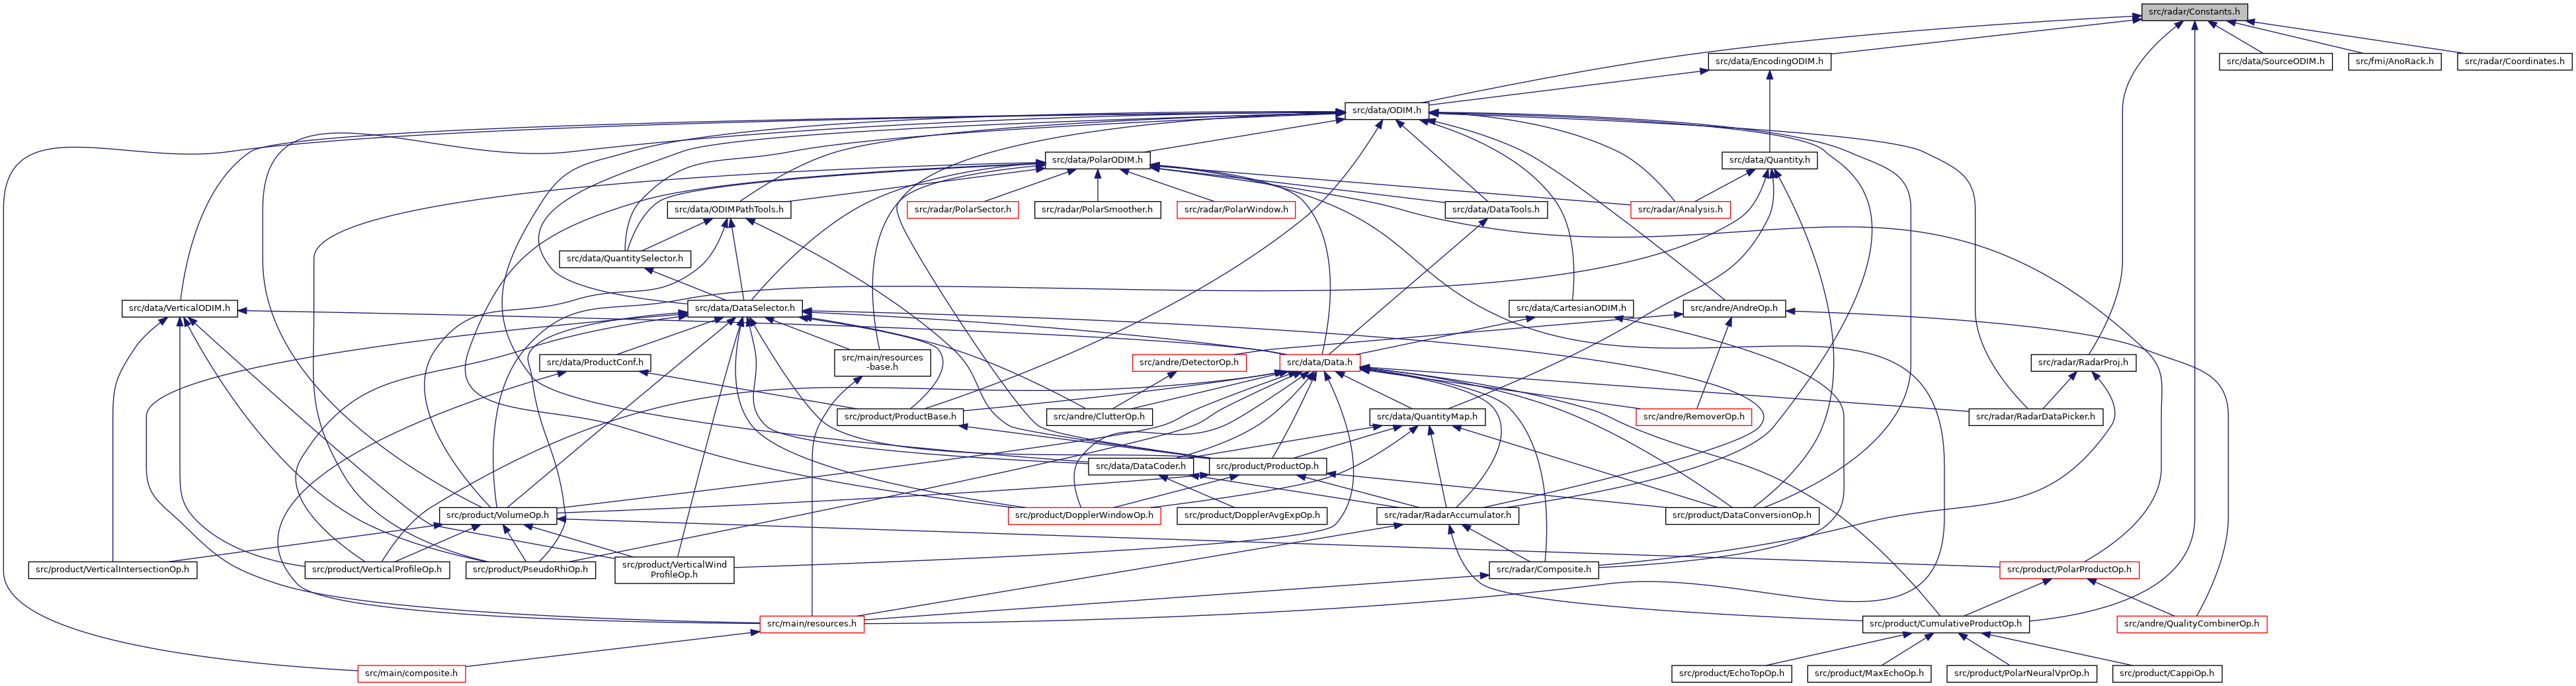 src/radar/Constants.h
src/data/EncodingODIM.h
src/data/SourceODIM.h
src/fmi/AnoRack.h
src/radar/Coordinates.h
src/data/ODIM.h
src/data/PolarODIM.h
src/data/Quantity.h
src/data/ODIMPathTools.h
src/radar/PolarSector.h
src/radar/PolarSmoother.h
src/radar/PolarWindow.h
src/data/DataTools.h
src/radar/Analysis.h
src/data/QuantitySelector.h
src/data/VerticalODIM.h
src/data/DataSelector.h
src/data/CartesianODIM.h
src/andre/AndreOp.h
src/data/ProductConf.h
src/main/resources
-base.h
src/andre/DetectorOp.h
src/data/Data.h
src/radar/RadarProj.h
src/product/ProductBase.h
src/andre/ClutterOp.h
src/data/QuantityMap.h
src/andre/RemoverOp.h
src/radar/RadarDataPicker.h
src/data/DataCoder.h
src/product/ProductOp.h
src/product/VolumeOp.h
src/product/DopplerWindowOp.h
src/product/DopplerAvgExpOp.h
src/radar/RadarAccumulator.h
src/product/DataConversionOp.h
src/product/VerticalIntersectionOp.h
src/product/VerticalProfileOp.h
src/product/PseudoRhiOp.h
src/product/VerticalWind
ProfileOp.h
src/radar/Composite.h
src/product/PolarProductOp.h
src/main/resources.h
src/product/CumulativeProductOp.h
src/andre/QualityCombinerOp.h
src/main/composite.h
src/product/EchoTopOp.h
src/product/MaxEchoOp.h
src/product/PolarNeuralVprOp.h
src/product/CappiOp.h